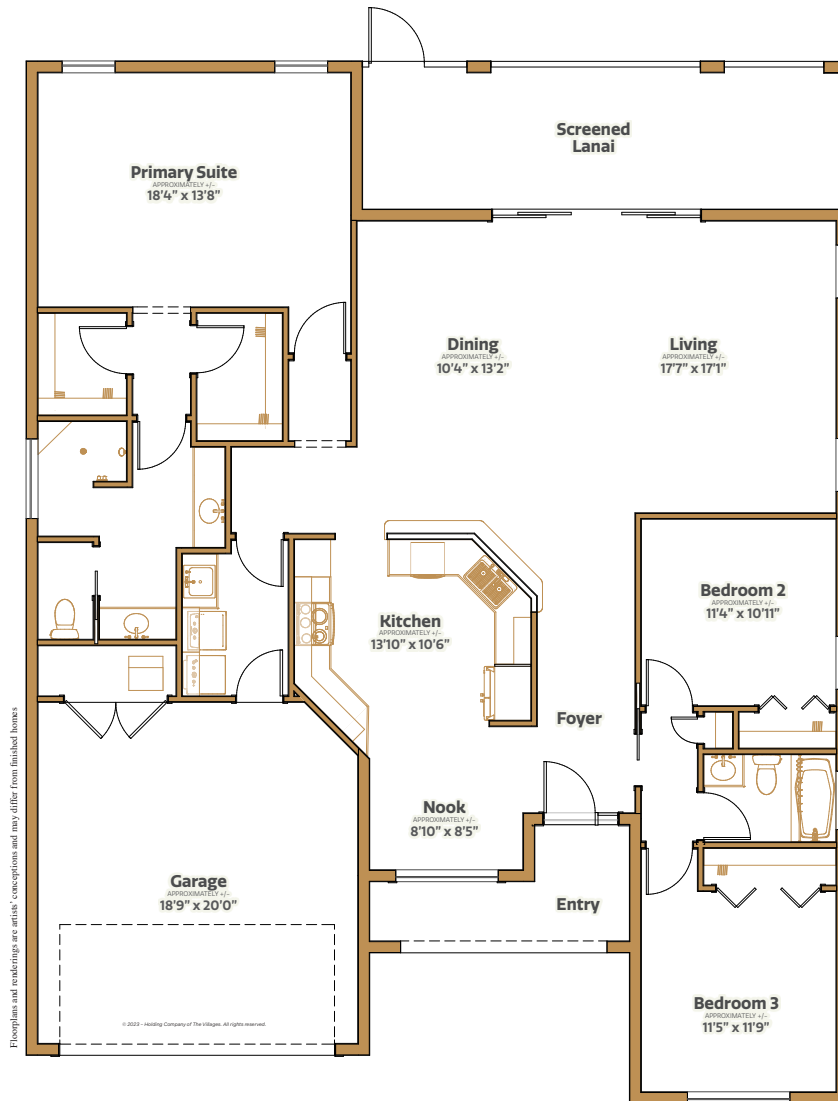 Screened
Lanai
Primary Suite
APPROXIMATELY +/-
18'4" x 13'8"
Dining
APPROXIMATELY +/-
10'4" x 13'2"
Living
APPROXIMATELY +/-
17'7" x 17'1"
Bedroom 2
APPROXIMATELY +/-
11'4" x 10'11"
Kitchen
APPROXIMATELY +/-
13'10" x 10'6"
Foyer
Nook
APPROXIMATELY +/-
8'10" x 8'5"
Garage
APPROXIMATELY +/-
18'9" x 20'0"
Entry
Bedroom 3
APPROXIMATELY +/-
11'5" x 11'9"
© 2023 – Holding Company of The Villages. All rights reserved.
Floorplans and renderings are artists' conceptions and may differ from finished homes